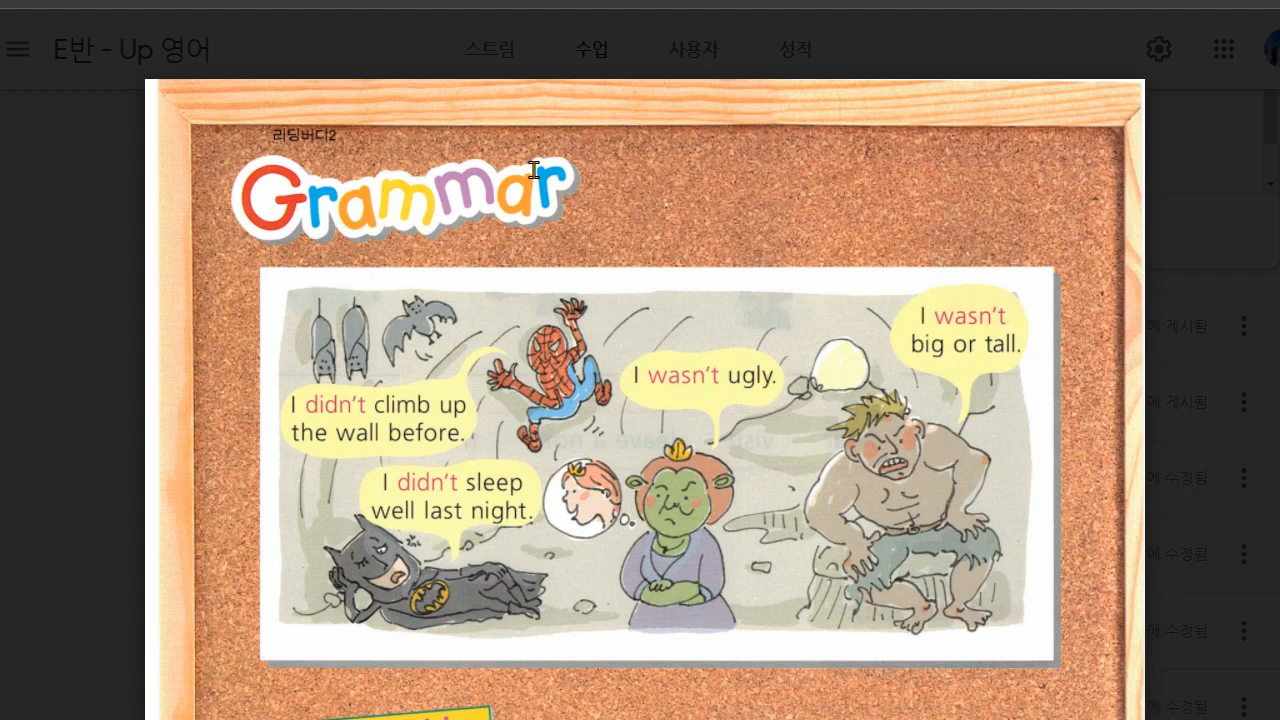 E반 - Up 영어
스트림 수업 사용자 성적
리딩버디2
Grammar
I wasn't
big or tall.
I wasn't ugly.
I didn't climb up
the wall before.
I didn't sleep
well last night.
에 게시됨
에 게시됨
에 수정됨
에 수정됨
에 수정됨
에 수정됨